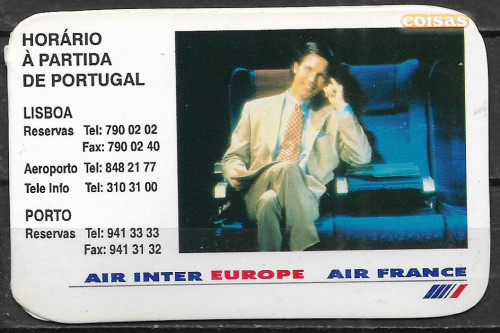 coisas
HORÁRIO
À PARTIDA
DE PORTUGAL
LISBOA
Reservas Tel: 790 02 02
Fax: 790 02 40
Aeroporto Tel: 848 21 77
Tele Info Tel: 310 31 00
PORTO
Reservas Tel: 941 33 33
Fax: 941 31 32
AIR INTER EUROPE AIR FRANCE